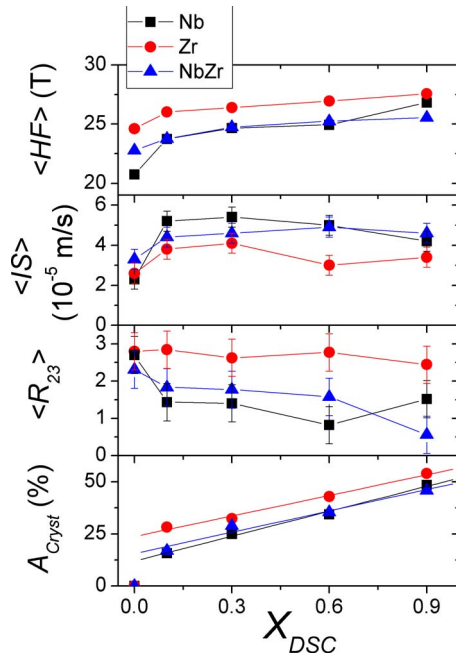 Nb
Zr
NbZr
30
25
20
<HF> (T)
6
4
2
0
<IS>
(10⁻⁵ m/s)
3
2
1
0
<R₂₃>
50
25
0
A_Cryst (%)
0.0 0.3 0.6 0.9
X_DSC